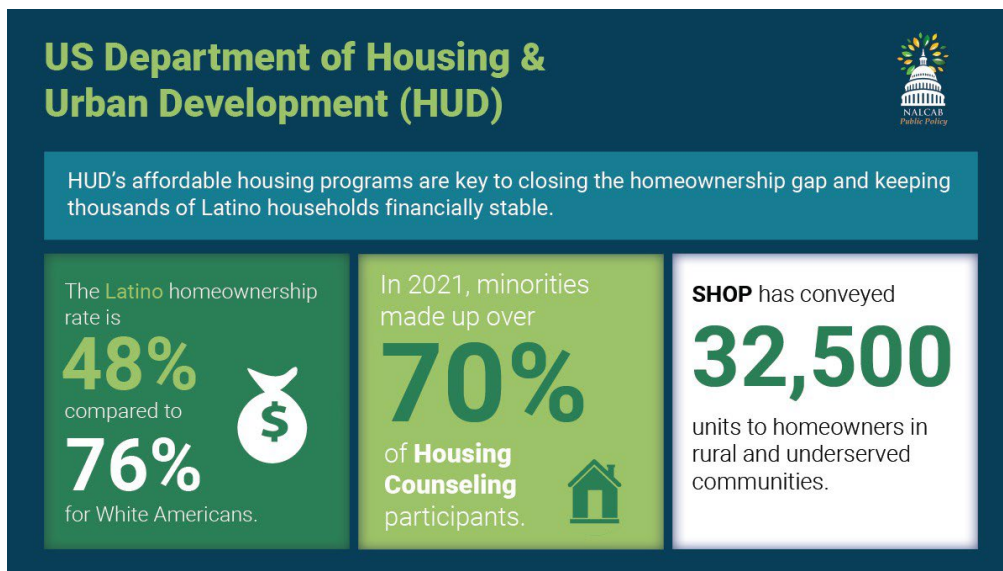 US Department of Housing &
Urban Development (HUD)
NALCAB
Public Policy
HUD’s affordable housing programs are key to closing the homeownership gap and keeping
thousands of Latino households financially stable.
The Latino homeownership
rate is
48%
compared to
76%
for White Americans.
$
In 2021, minorities
made up over
70%
of Housing
Counseling
participants.
SHOP has conveyed
32,500
units to homeowners in
rural and underserved
communities.